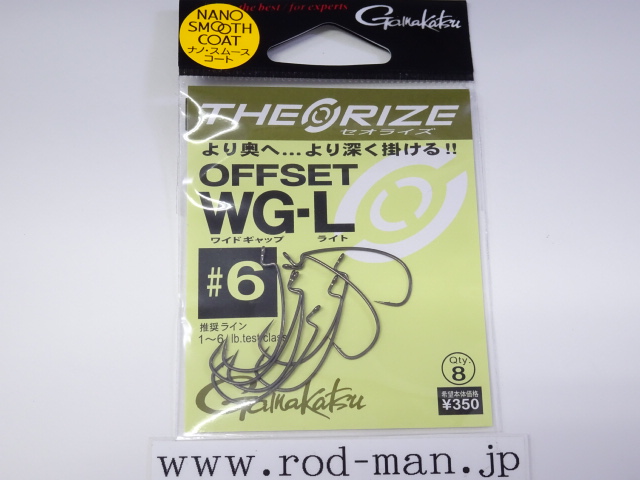 the best / for experts
Gamakatsu
NANO
SMOOTH
COAT
ナノ・スムース
コート
THEORIZE
セオライズ
より奥へ...より深く掛ける!!
OFFSET
WG-L
ワイドギャップ ライト
#6
推奨ライン
1～6 lb.test class
Qty.
8
希望本体価格
¥350
Gamakatsu
www.rod-man.jp